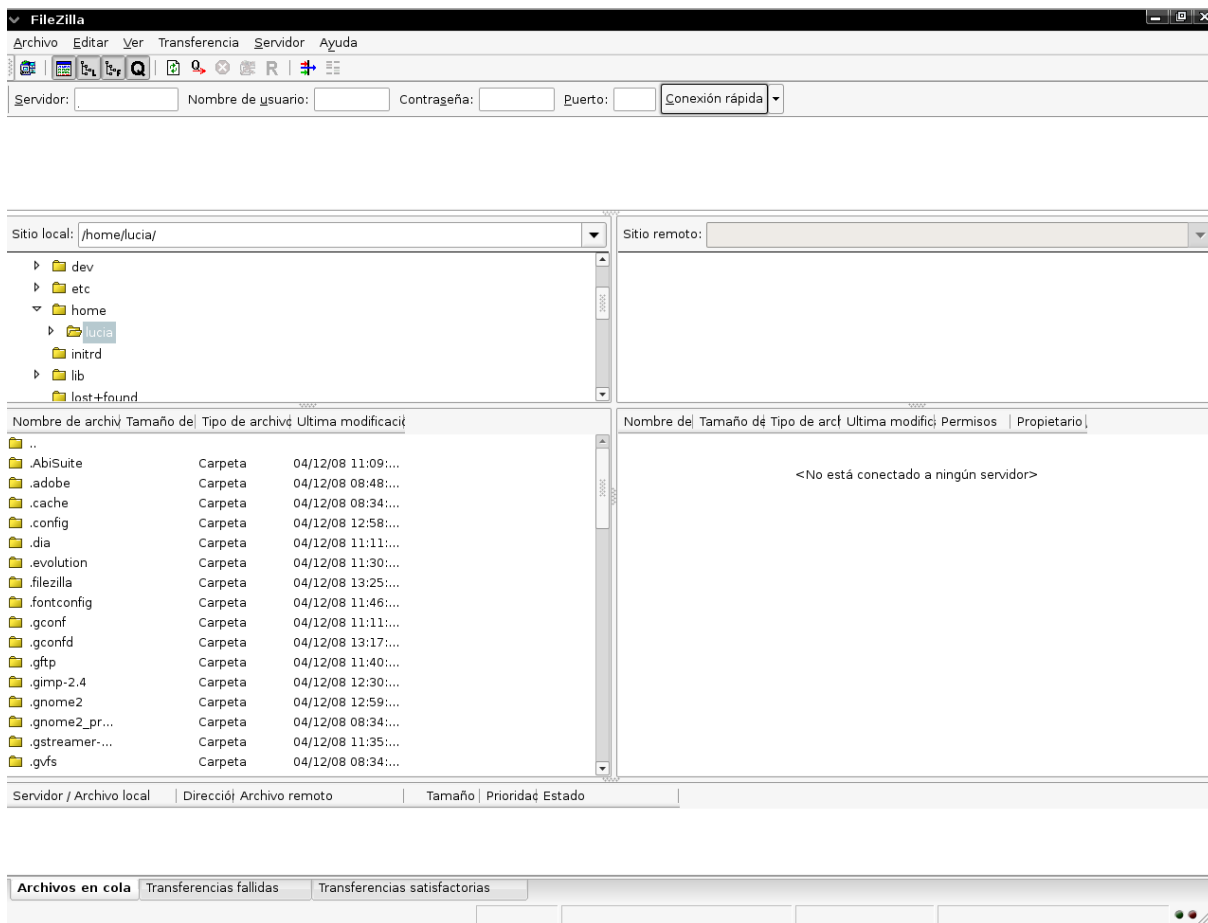 FileZilla
Archivo Editar Ver Transferencia Servidor Ayuda
Servidor: Nombre de usuario: Contraseña: Puerto: Conexión rápida
Sitio local: /home/lucia/
dev
etc
home
lucia
initrd
lib
lost+found
Sitio remoto:
Nombre de archiv Tamaño de Tipo de archivo Ultima modificació
..
.AbiSuite Carpeta 04/12/08 11:09:...
.adobe Carpeta 04/12/08 08:48:...
.cache Carpeta 04/12/08 08:34:...
.config Carpeta 04/12/08 12:58:...
.dia Carpeta 04/12/08 11:11:...
.evolution Carpeta 04/12/08 11:30:...
.filezilla Carpeta 04/12/08 13:25:...
.fontconfig Carpeta 04/12/08 11:46:...
.gconf Carpeta 04/12/08 11:11:...
.gconfd Carpeta 04/12/08 13:17:...
.gftp Carpeta 04/12/08 11:40:...
.gimp-2.4 Carpeta 04/12/08 12:30:...
.gnome2 Carpeta 04/12/08 12:59:...
.gnome2_pr... Carpeta 04/12/08 08:34:...
.gstreamer-... Carpeta 04/12/08 11:35:...
.gvfs Carpeta 04/12/08 08:34:...
Nombre de Tamaño de Tipo de arch Ultima modific Permisos Propietario
<No está conectado a ningún servidor>
Servidor / Archivo local Dirección Archivo remoto Tamaño Prioridad Estado
Archivos en cola Transferencias fallidas Transferencias satisfactorias